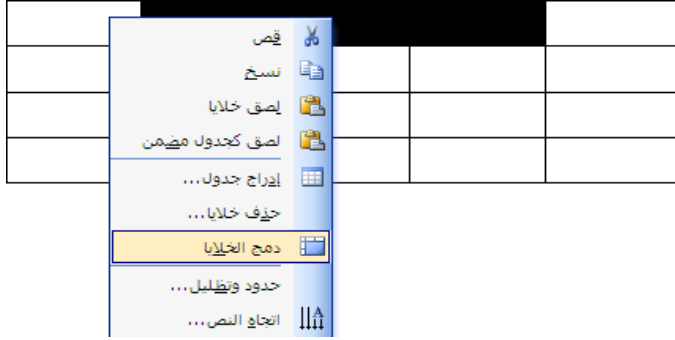 قص
نسخ
لصق خلايا
لصق كجدول مضمن
إدراج جدول...
حذف خلايا...
دمج الخلايا
حدود وتظليل...
اتجاه النص...